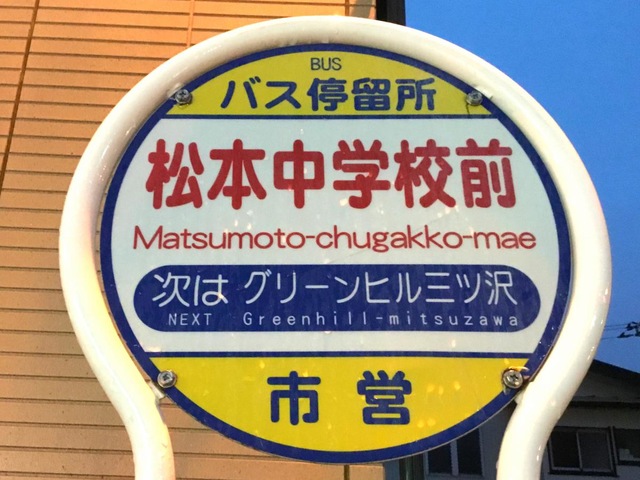 BUS
バス停留所
松本中学校前
Matsumoto-chugakko-mae
次は グリーンヒル三ツ沢
NEXT Greenhill-mitsuzawa
市営